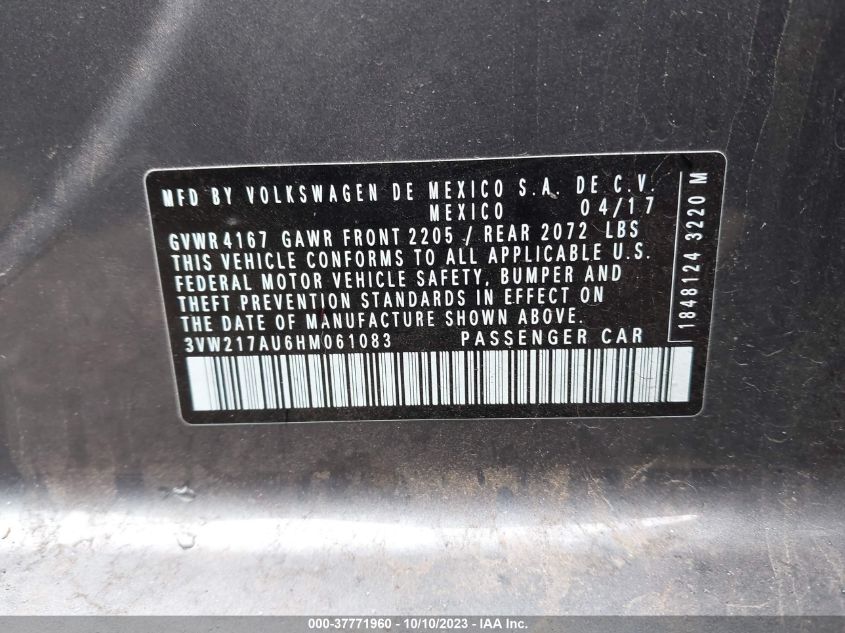 MFD BY VOLKSWAGEN DE MEXICO S.A. DE C.V.
MEXICO 04/17
GVWR 4167 GAWR FRONT 2205 / REAR 2072 LBS
THIS VEHICLE CONFORMS TO ALL APPLICABLE U.S.
FEDERAL MOTOR VEHICLE SAFETY, BUMPER AND
THEFT PREVENTION STANDARDS IN EFFECT ON
THE DATE OF MANUFACTURE SHOWN ABOVE.
3VW217AU6HM061083 PASSENGER CAR
1848124 3220 M
000-37771960 - 10/10/2023 - IAA Inc.